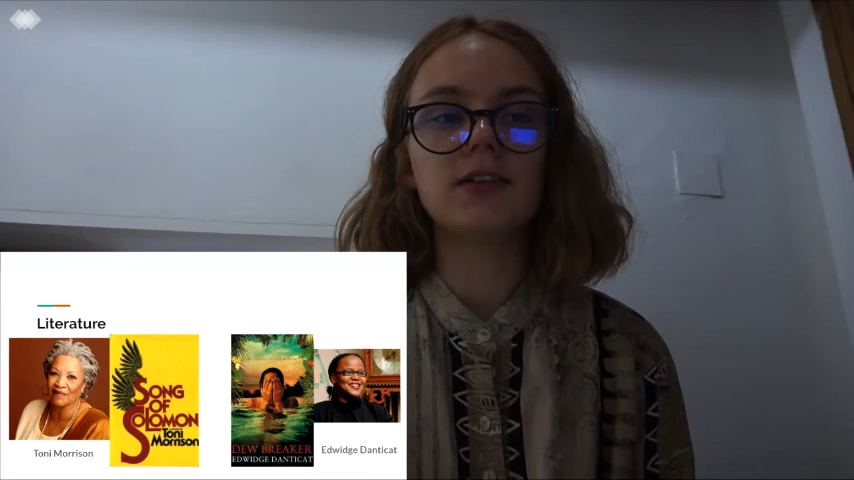 Literature
SONG
OF
SOLOMON
Toni
Morrison
DEW BREAKER
EDWIDGE DANTICAT
Toni Morrison
Edwidge Danticat